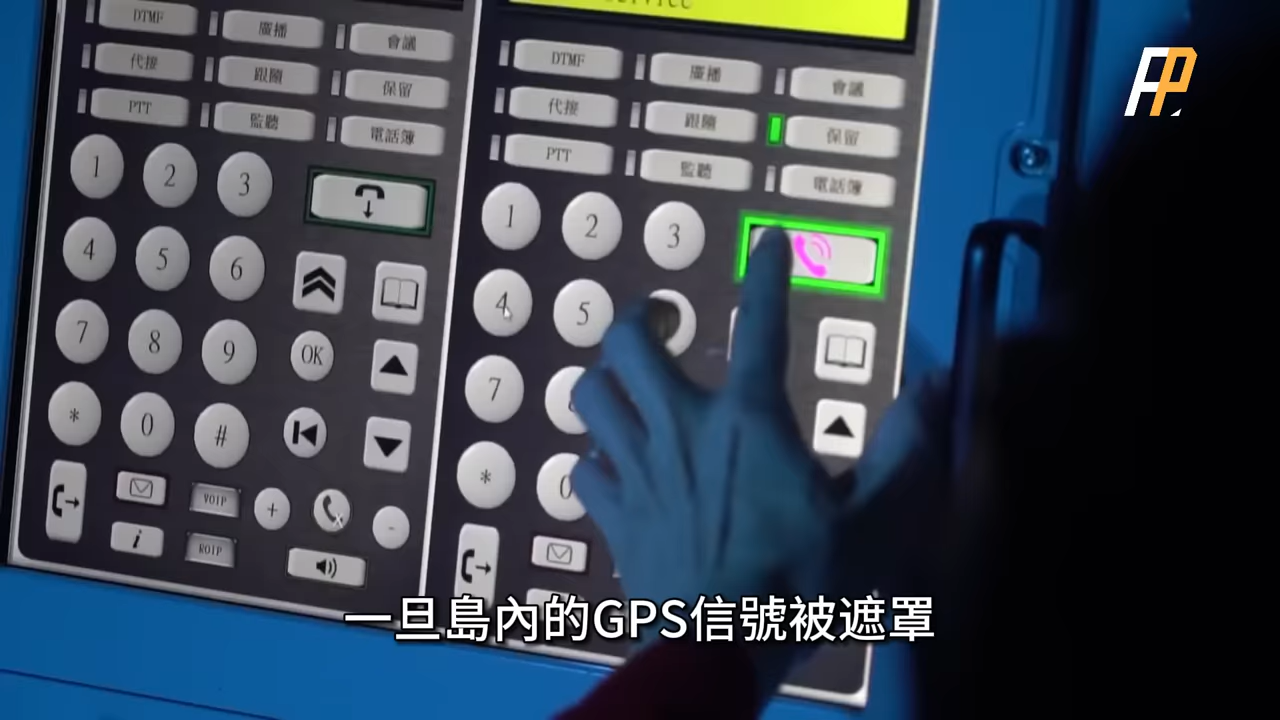 DTMF 廣播 會議
代接 跟隨 保留
PTT 監聽 電話簿
1 2 3
4 5 6
7 8 9 OK
* 0 #
VOIP + -
i ROIP
DTMF 廣播 會議
代接 跟隨 保留
PTT 監聽 電話簿
1 2 3
4 5
7
* 0
FP
一旦島內的GPS信號被遮罩